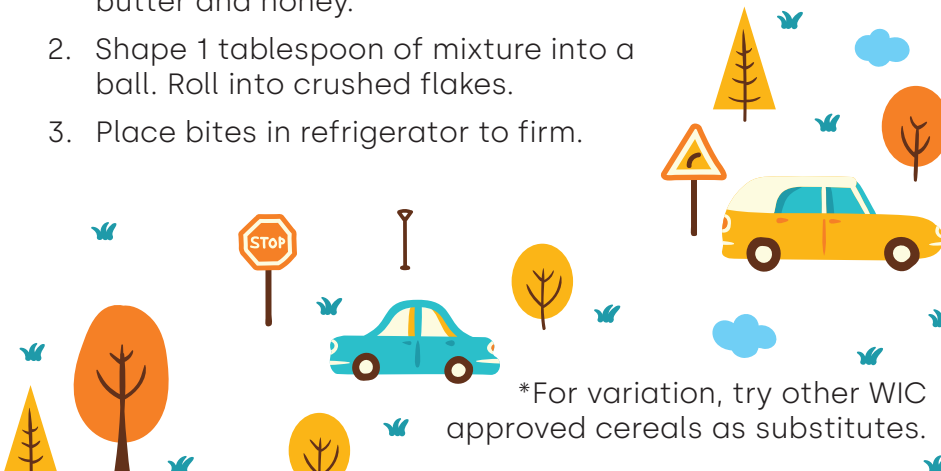 butter and honey.
2. Shape 1 tablespoon of mixture into a
ball. Roll into crushed flakes.
3. Place bites in refrigerator to firm.
STOP
*For variation, try other WIC
approved cereals as substitutes.